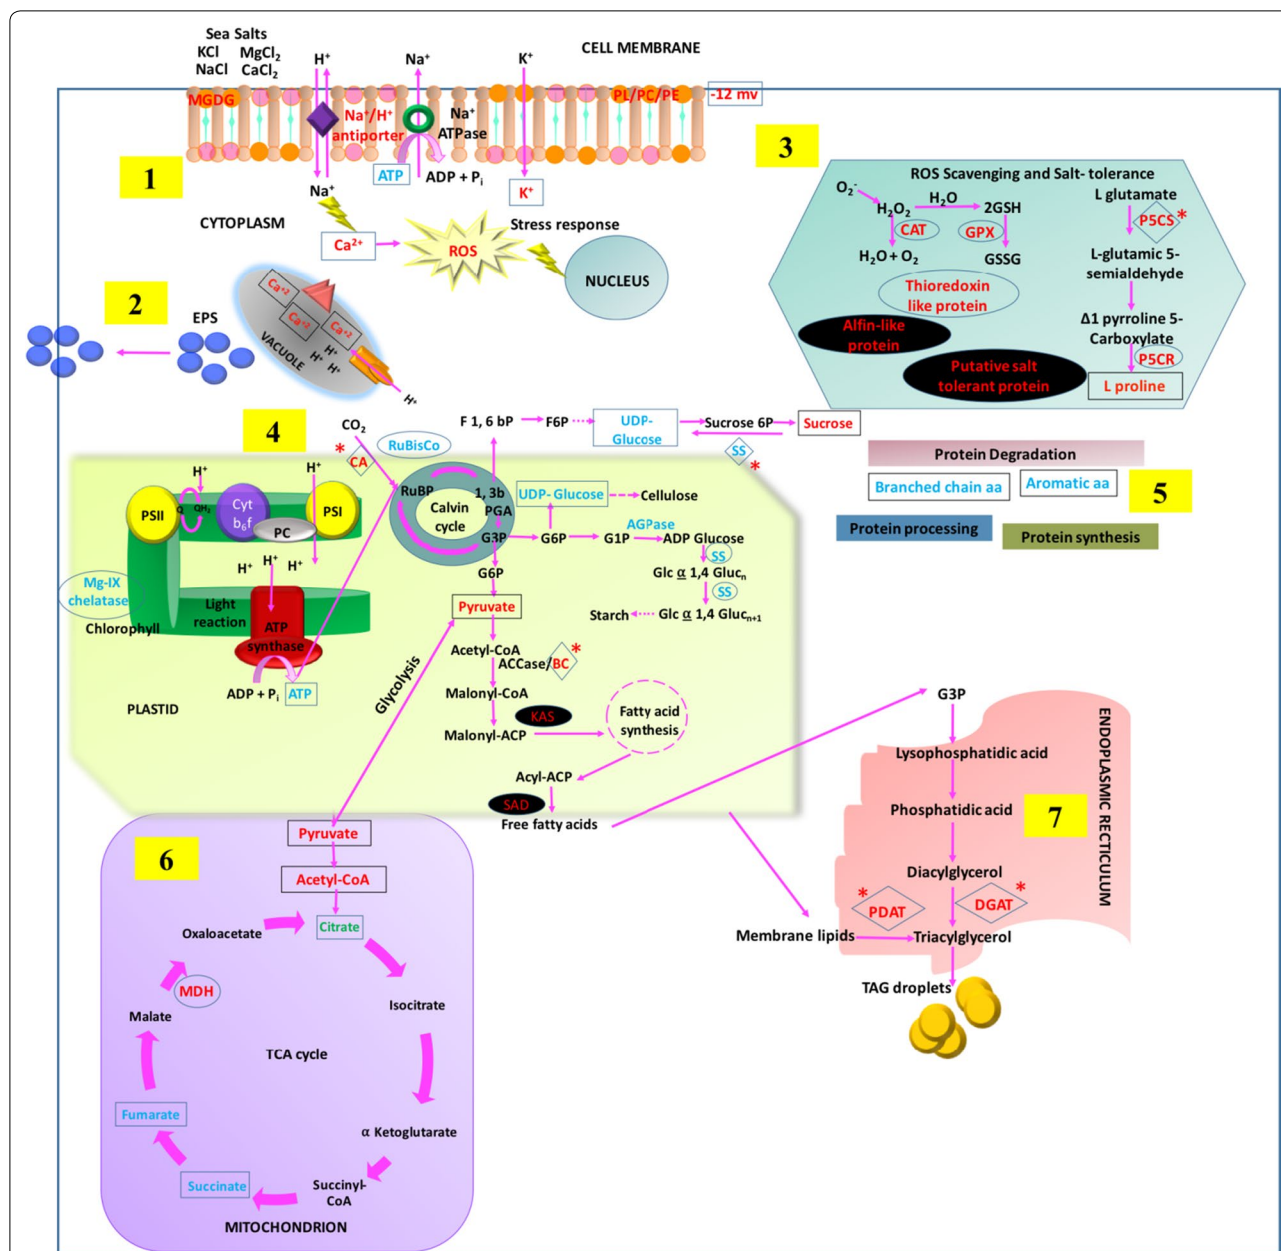 Sea Salts
KCl MgCl2
NaCl CaCl2
H+
Na+
K+
CELL MEMBRANE
MGDG
Na+/H+
antiporter
Na+
ATPase
PL/PC/PE
-12 mv
1
Na+
ATP
ADP + Pi
K+
CYTOPLASM
Ca2+
ROS
Stress response
NUCLEUS
2
EPS
Ca+2
Ca+2
Ca+2
VACUOLE
H+
H+ H+
H+
H+
3
ROS Scavenging and Salt- tolerance
O2-
H2O2
H2O
2GSH
CAT
GPX
H2O + O2
GSSG
L glutamate
P5CS*
L-glutamic 5-
semialdehyde
Δ1 pyrroline 5-
Carboxylate
P5CR
L proline
Thioredoxin
like protein
Alfin-like
protein
Putative salt
tolerant protein
4
CO2
*
CA
RuBisCo
F 1, 6 bP
F6P
UDP-
Glucose
Sucrose 6P
Sucrose
SS
*
Protein Degradation
Branched chain aa
Aromatic aa
5
Protein processing
Protein synthesis
H+
H+
PSII
Q
QH2
Cyt
b6f
PC
PSI
H+
H+
H+
Mg-IX
chelatase
Chlorophyll
Light
reaction
ATP
synthase
ADP + Pi
ATP
PLASTID
RuBP
1, 3b
PGA
Calvin
cycle
G3P
UDP- Glucose
Cellulose
G6P
G1P
AGPase
ADP Glucose
SS
Glc α 1,4 Glucn
SS
Starch
Glc α 1,4 Glucn+1
G6P
Pyruvate
Glycolysis
Acetyl-CoA
ACCase/BC
*
Malonyl-CoA
KAS
Malonyl-ACP
Fatty acid
synthesis
Acyl-ACP
SAD
Free fatty acids
6
Pyruvate
Acetyl-CoA
Citrate
Oxaloacetate
MDH
Isocitrate
Malate
TCA cycle
Fumarate
α Ketoglutarate
Succinate
Succinyl-
CoA
MITOCHONDRION
G3P
ENDOPLASMIC RECTICULUM
Lysophosphatidic acid
Phosphatidic acid
7
Diacylglycerol
*
PDAT
DGAT
*
Membrane lipids
Triacylglycerol
TAG droplets